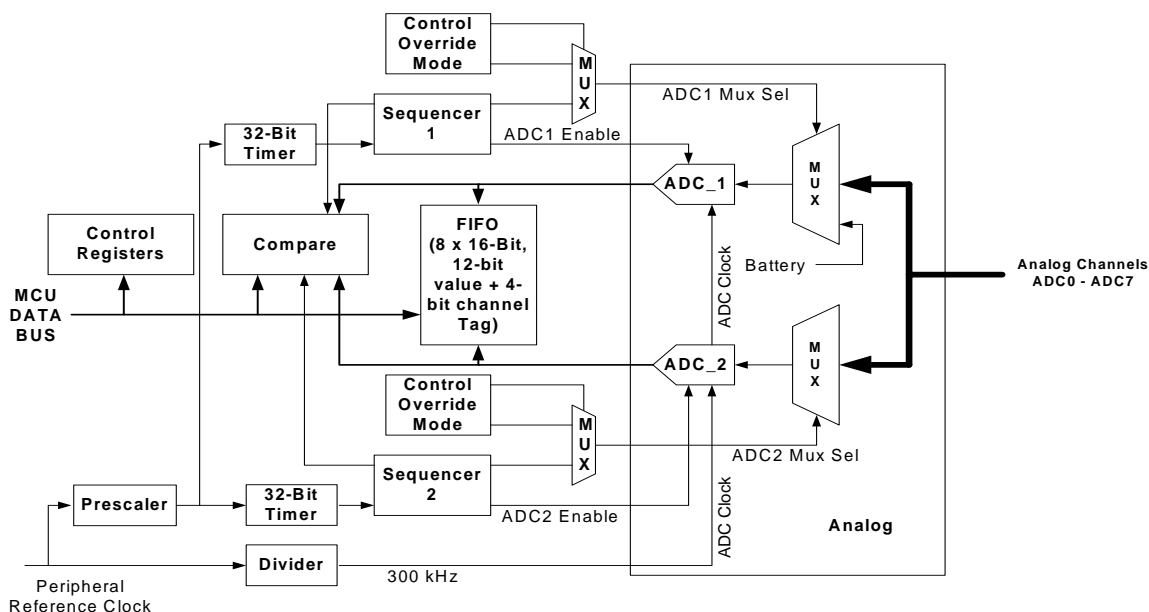 Control
Override
Mode
M
U
X
ADC1 Mux Sel
Sequencer
1
ADC1 Enable
32-Bit
Timer
ADC_1
M
U
X
Control
Registers
Compare
FIFO
(8 x 16-Bit,
12-bit
value + 4-
bit channel
Tag)
ADC Clock
Battery
Analog Channels
ADC0 - ADC7
MCU
DATA
BUS
ADC_2
M
U
X
Control
Override
Mode
M
U
X
ADC2 Mux Sel
Sequencer
2
ADC2 Enable
Prescaler
32-Bit
Timer
ADC Clock
Analog
Divider
300 kHz
Peripheral
Reference Clock